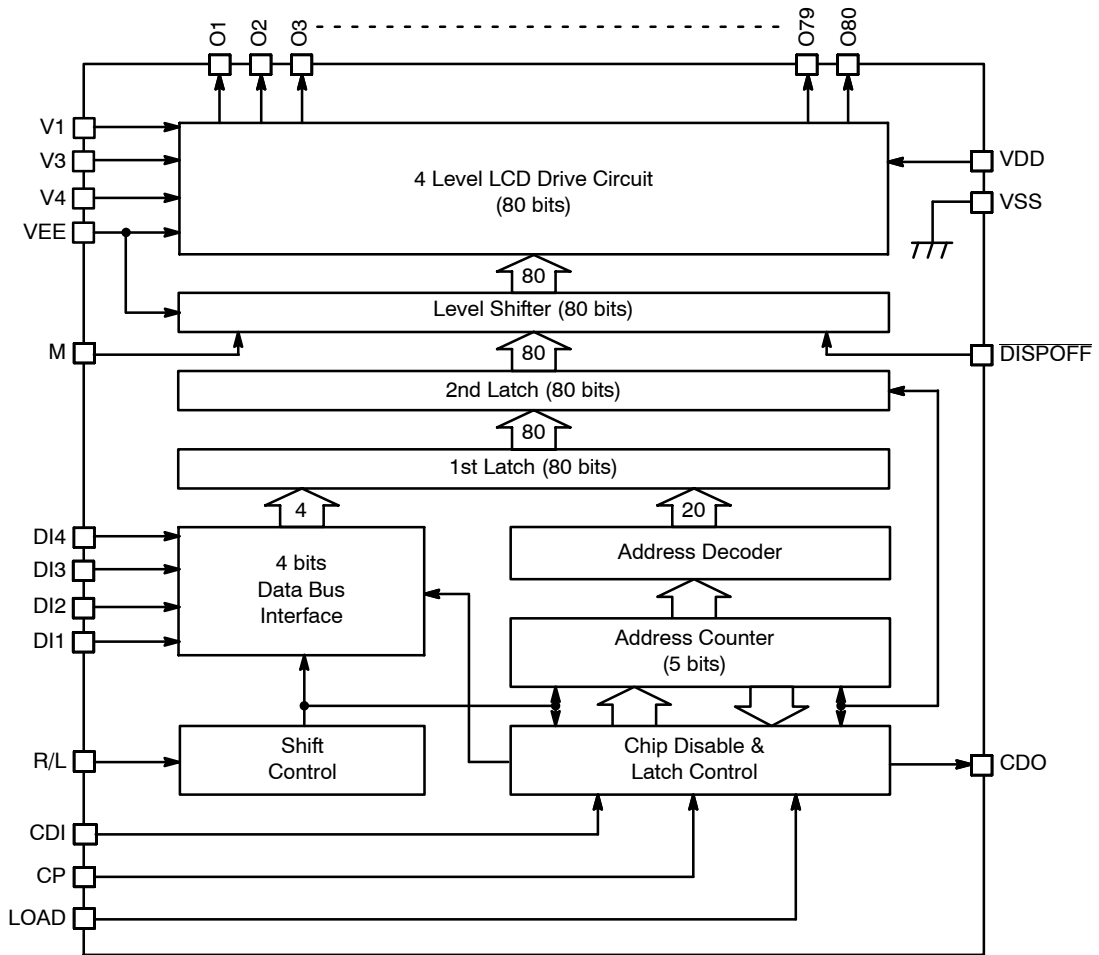 O1
O2
O3
O79
O80
V1
V3
V4
VEE
VDD
VSS
4 Level LCD Drive Circuit
(80 bits)
80
Level Shifter (80 bits)
M
80
DISPOFF
2nd Latch (80 bits)
80
1st Latch (80 bits)
4
20
DI4
DI3
DI2
DI1
4 bits
Data Bus
Interface
Address Decoder
Address Counter
(5 bits)
R/L
Shift
Control
Chip Disable &
Latch Control
CDO
CDI
CP
LOAD